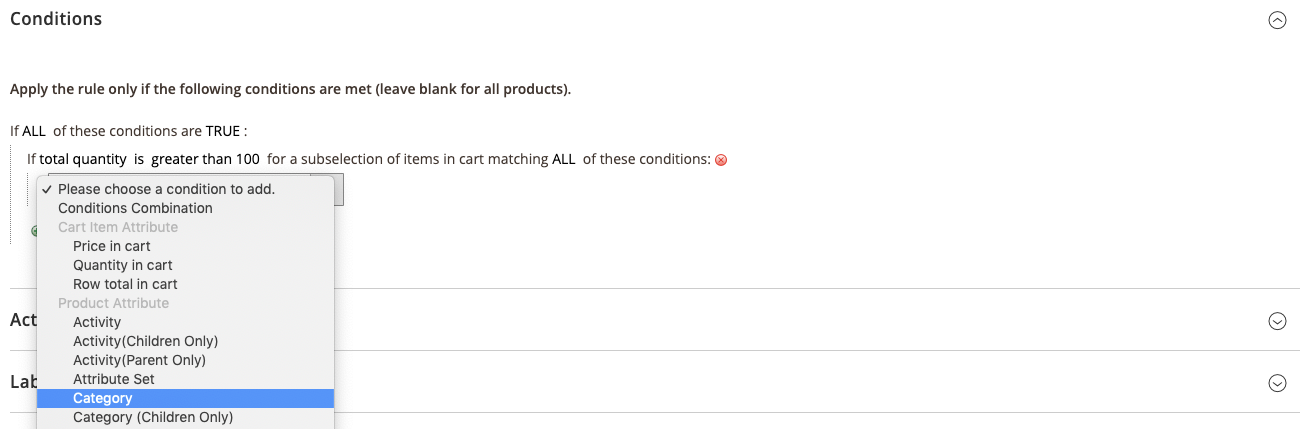 Conditions
Apply the rule only if the following conditions are met (leave blank for all products).
If ALL of these conditions are TRUE :
If total quantity is greater than 100 for a subselection of items in cart matching ALL of these conditions:
✓ Please choose a condition to add.
Conditions Combination
Cart Item Attribute
Price in cart
Quantity in cart
Row total in cart
Product Attribute
Activity
Activity(Children Only)
Activity(Parent Only)
Attribute Set
Category
Category (Children Only)
Act
Lab